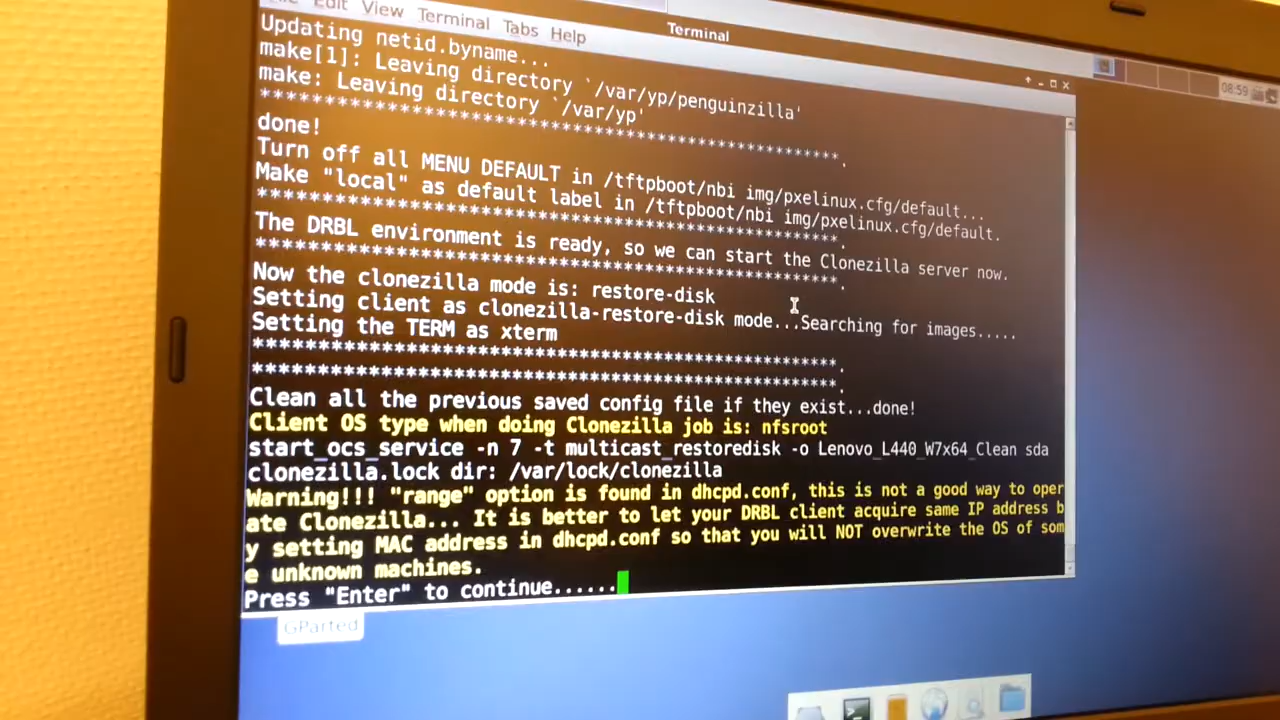 Edit View Terminal Tabs Help
Terminal
08:59
Updating netid.byname...
make[1]: Leaving directory `/var/yp/penguinzilla'
make: Leaving directory `/var/yp'
*********************************************************.
done!
Turn off all MENU DEFAULT in /tftpboot/nbi img/pxelinux.cfg/default...
Make "local" as default label in /tftpboot/nbi img/pxelinux.cfg/default.
*********************************************************.
The DRBL environment is ready, so we can start the Clonezilla server now.
*********************************************************.
Now the clonezilla mode is: restore-disk
Setting client as clonezilla-restore-disk mode...Searching for images.....
Setting the TERM as xterm
*********************************************************.
*********************************************************.
Clean all the previous saved config file if they exist...done!
Client OS type when doing Clonezilla job is: nfsroot
start_ocs_service -n 7 -t multicast_restoredisk -o Lenovo_L440_W7x64_Clean sda
clonezilla.lock dir: /var/lock/clonezilla
Warning!!! "range" option is found in dhcpd.conf, this is not a good way to oper
ate Clonezilla... It is better to let your DRBL client acquire same IP address b
y setting MAC address in dhcpd.conf so that you will NOT overwrite the OS of som
e unknown machines.
Press "Enter" to continue......
GParted